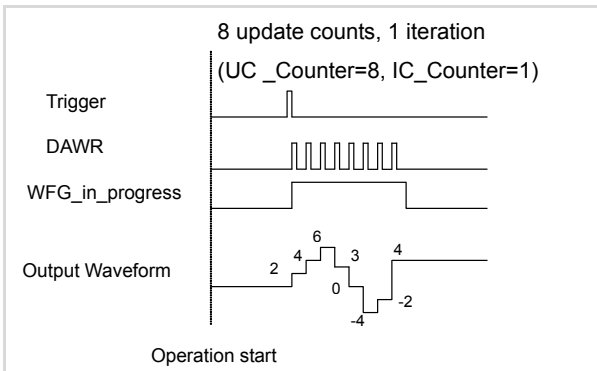 8 update counts, 1 iteration
(UC _Counter=8, IC_Counter=1)
Trigger
DAWR
WFG_in_progress
6
4 3 4
Output Waveform 2
0 -2
-4
Operation start